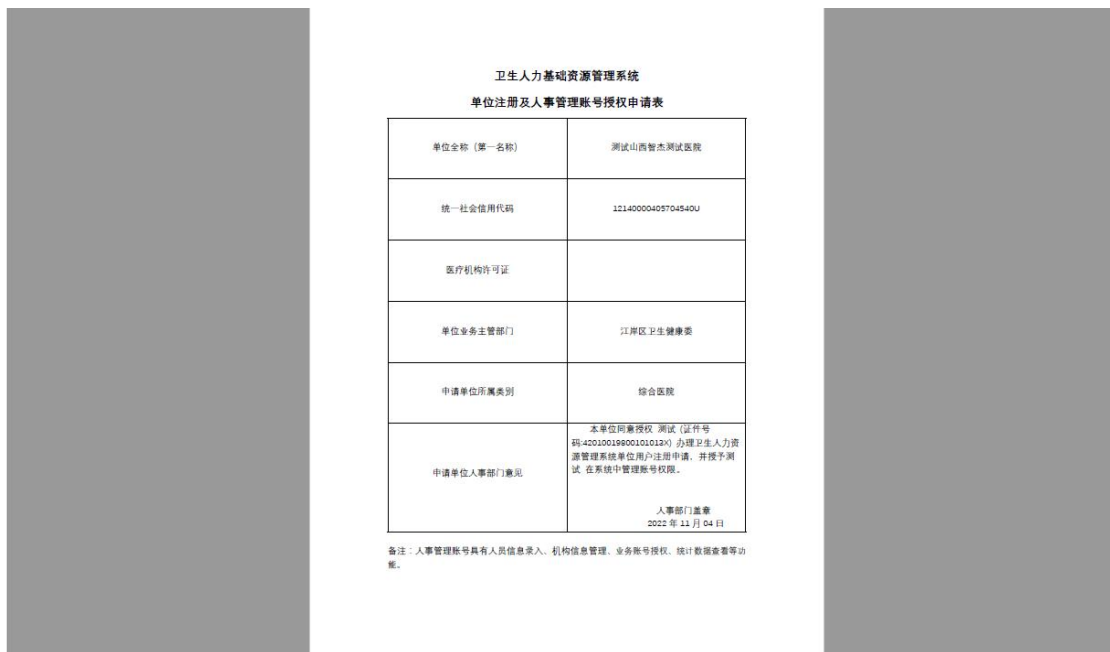 卫生人力基础资源管理系统
单位注册及人事管理账号授权申请表
单位全称（第一名称）
测试山西智杰测试医院
统一社会信用代码
12140000405704540U
医疗机构许可证
单位业务主管部门
江岸区卫生健康委
申请单位所属类别
综合医院
申请单位人事部门意见
本单位同意授权 测试 (证件号
码:42010019800101013X) 办理卫生人力资
源管理系统单位用户注册申请，并授予测
试 在系统中管理账号权限。
人事部门盖章
2022 年 11 月 04 日
备注：人事管理账号具有人员信息录入、机构信息管理、业务账号授权、统计数据查看等功
能。